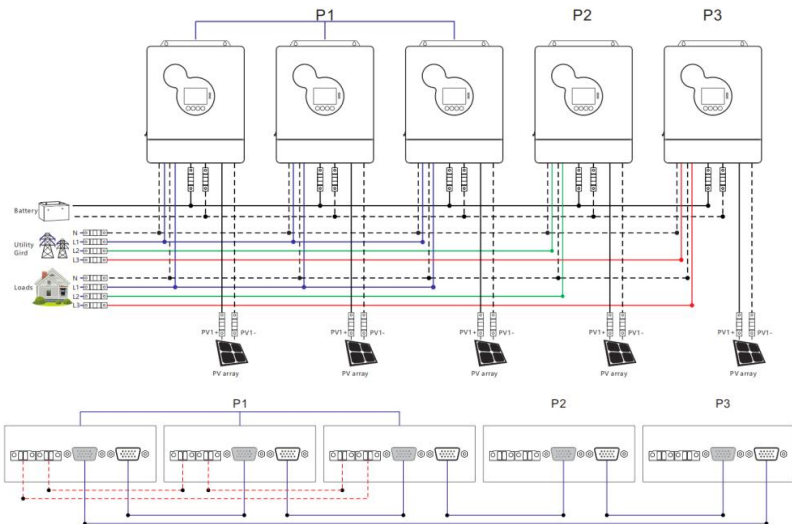 P1 P2 P3
Battery
N
L1
Utility
Gird
L2
L3
N
Loads
L1
L2
L3
PV1+ PV1- PV1+ PV1- PV1+ PV1- PV1+ PV1- PV1+ PV1-
PV array PV array PV array PV array PV array
P1 P2 P3